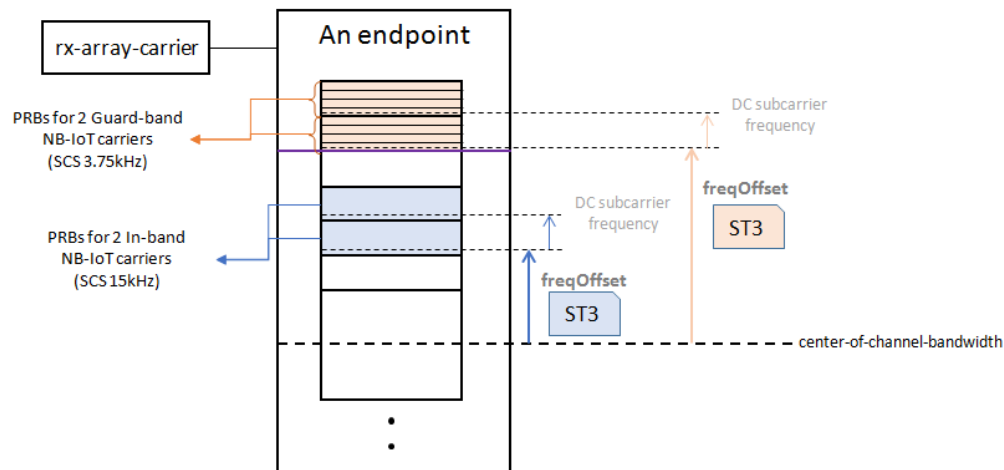 An endpoint
rx-array-carrier
PRBs for 2 Guard-band
NB-IoT carriers
(SCS 3.75kHz)
DC subcarrier
frequency
freqOffset
ST3
DC subcarrier
frequency
PRBs for 2 In-band
NB-IoT carriers
(SCS 15kHz)
freqOffset
ST3
center-of-channel-bandwidth